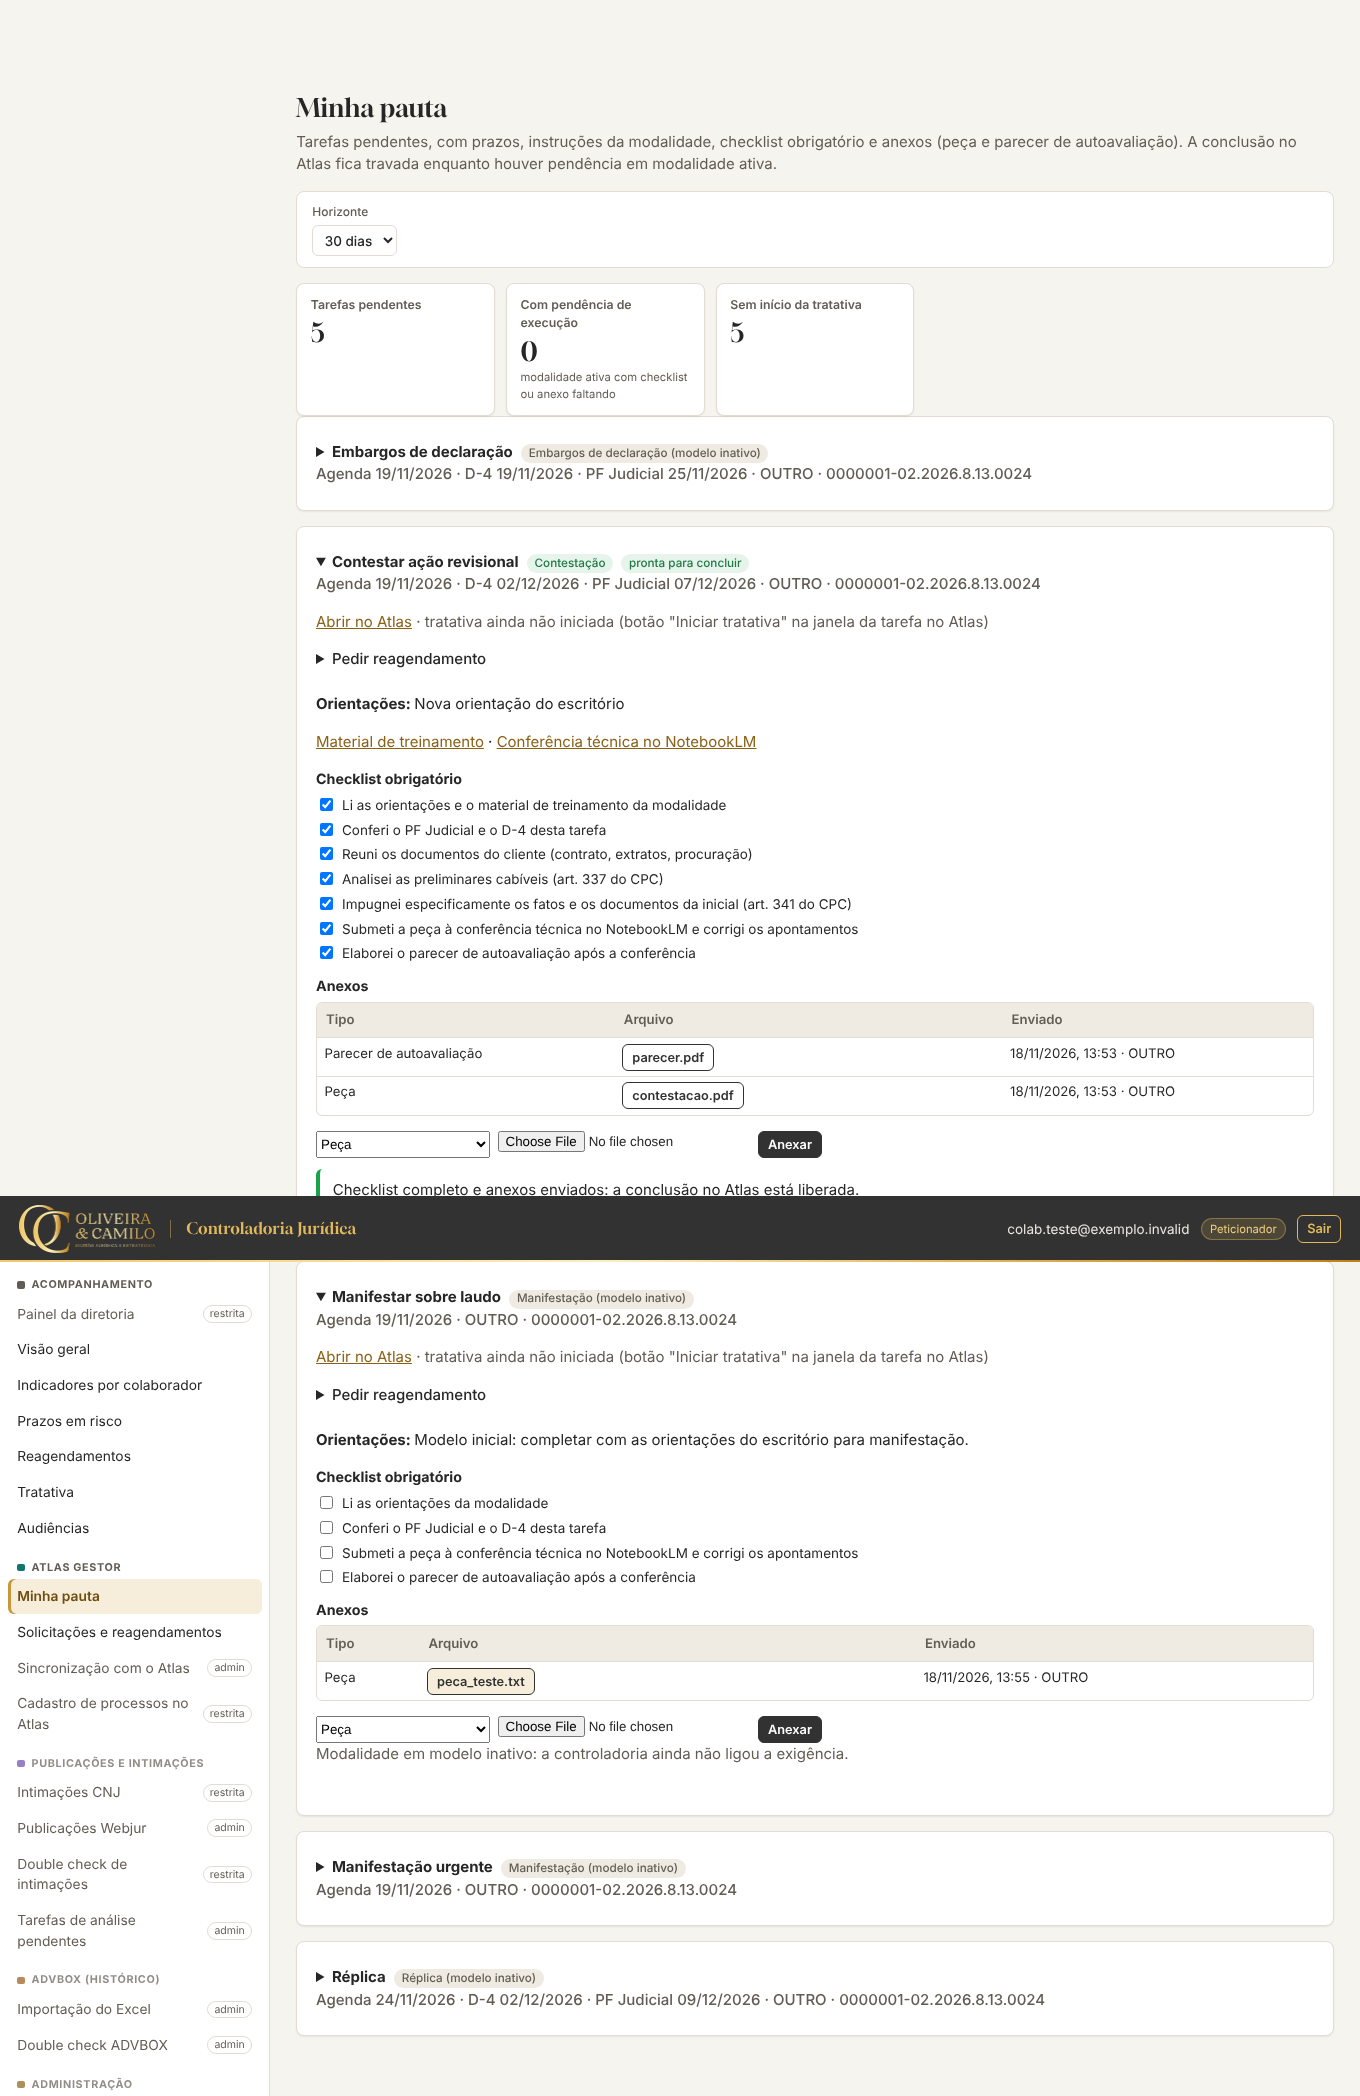 Minha pauta
Tarefas pendentes, com prazos, instruções da modalidade, checklist obrigatório e anexos (peça e parecer de autoavaliação). A conclusão no
Atlas fica travada enquanto houver pendência em modalidade ativa.
Horizonte
30 dias
Tarefas pendentes
5
Com pendência de
execução
0
modalidade ativa com checklist
ou anexo faltando
Sem início da tratativa
5
Embargos de declaração Embargos de declaração (modelo inativo)
Agenda 19/11/2026 · D-4 19/11/2026 · PF Judicial 25/11/2026 · OUTRO · 0000001-02.2026.8.13.0024
Contestar ação revisional Contestação pronta para concluir
Agenda 19/11/2026 · D-4 02/12/2026 · PF Judicial 07/12/2026 · OUTRO · 0000001-02.2026.8.13.0024
Abrir no Atlas · tratativa ainda não iniciada (botão "Iniciar tratativa" na janela da tarefa no Atlas)
Pedir reagendamento
Orientações: Nova orientação do escritório
Material de treinamento · Conferência técnica no NotebookLM
Checklist obrigatório
Li as orientações e o material de treinamento da modalidade
Conferi o PF Judicial e o D-4 desta tarefa
Reuni os documentos do cliente (contrato, extratos, procuração)
Analisei as preliminares cabíveis (art. 337 do CPC)
Impugnei especificamente os fatos e os documentos da inicial (art. 341 do CPC)
Submeti a peça à conferência técnica no NotebookLM e corrigi os apontamentos
Elaborei o parecer de autoavaliação após a conferência
Anexos
Tipo Arquivo Enviado
Parecer de autoavaliação parecer.pdf 18/11/2026, 13:53 · OUTRO
Peça contestacao.pdf 18/11/2026, 13:53 · OUTRO
Peça Choose File No file chosen Anexar
Checklist completo e anexos enviados: a conclusão no Atlas está liberada.
OLIVEIRA
& CAMILO
Controladoria Jurídica
colab.teste@exemplo.invalid Peticionador Sair
ACOMPANHAMENTO
Painel da diretoria restrita
Visão geral
Indicadores por colaborador
Prazos em risco
Reagendamentos
Tratativa
Audiências
ATLAS GESTOR
Minha pauta
Solicitações e reagendamentos
Sincronização com o Atlas admin
Cadastro de processos no
Atlas restrita
PUBLICAÇÕES E INTIMAÇÕES
Intimações CNJ restrita
Publicações Webjur admin
Double check de
intimações restrita
Tarefas de análise
pendentes admin
ADVBOX (HISTÓRICO)
Importação do Excel admin
Double check ADVBOX admin
ADMINISTRAÇÃO
Manifestar sobre laudo Manifestação (modelo inativo)
Agenda 19/11/2026 · OUTRO · 0000001-02.2026.8.13.0024
Abrir no Atlas · tratativa ainda não iniciada (botão "Iniciar tratativa" na janela da tarefa no Atlas)
Pedir reagendamento
Orientações: Modelo inicial: completar com as orientações do escritório para manifestação.
Checklist obrigatório
Li as orientações da modalidade
Conferi o PF Judicial e o D-4 desta tarefa
Submeti a peça à conferência técnica no NotebookLM e corrigi os apontamentos
Elaborei o parecer de autoavaliação após a conferência
Anexos
Tipo Arquivo Enviado
Peça peca_teste.txt 18/11/2026, 13:55 · OUTRO
Peça Choose File No file chosen Anexar
Modalidade em modelo inativo: a controladoria ainda não ligou a exigência.
Manifestação urgente Manifestação (modelo inativo)
Agenda 19/11/2026 · OUTRO · 0000001-02.2026.8.13.0024
Réplica Réplica (modelo inativo)
Agenda 24/11/2026 · D-4 02/12/2026 · PF Judicial 09/12/2026 · OUTRO · 0000001-02.2026.8.13.0024